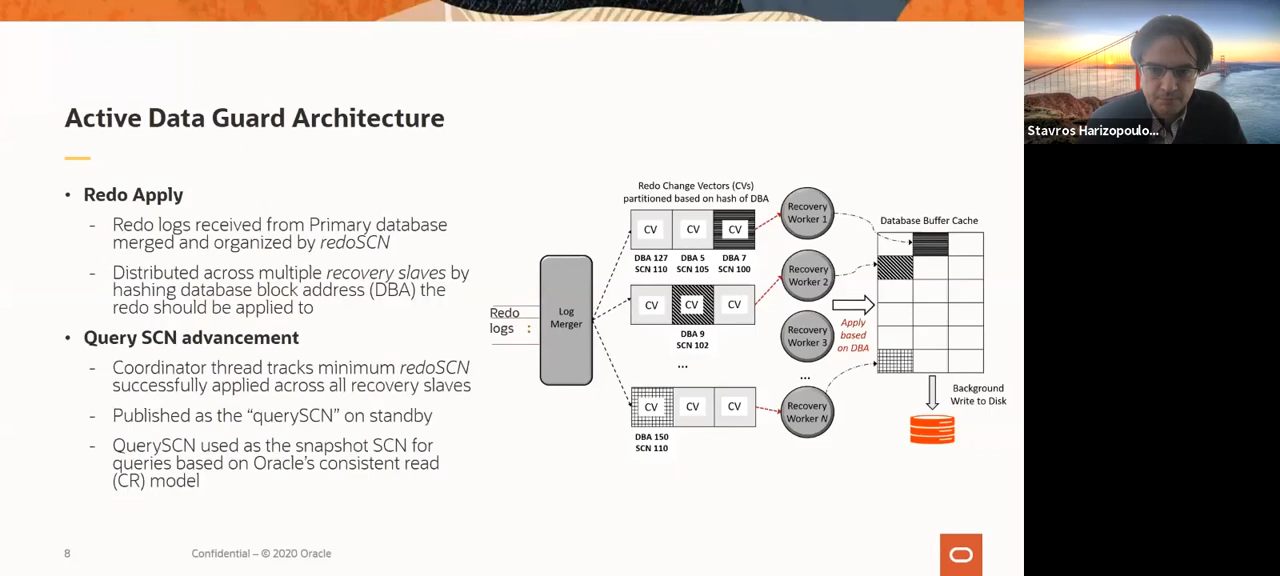 Active Data Guard Architecture
• Redo Apply
- Redo logs received from Primary database
merged and organized by redoSCN
- Distributed across multiple recovery slaves by
hashing database block address (DBA) the
redo should be applied to
• Query SCN advancement
- Coordinator thread tracks minimum redoSCN
successfully applied across all recovery slaves
- Published as the “querySCN” on standby
- QuerySCN used as the snapshot SCN for
queries based on Oracle’s consistent read
(CR) model
Redo
logs :
Log
Merger
Redo Change Vectors (CVs)
partitioned based on hash of DBA
CV CV CV
DBA 127 DBA 5 DBA 7
SCN 110 SCN 105 SCN 100
CV CV CV
DBA 9
SCN 102
...
CV CV CV
DBA 150
SCN 110
Recovery
Worker 1
Recovery
Worker 2
Recovery
Worker 3
...
Recovery
Worker N
Apply
based
on DBA
Database Buffer Cache
Background
Write to Disk
8 Confidential – © 2020 Oracle
Stavros Harizopoulo...